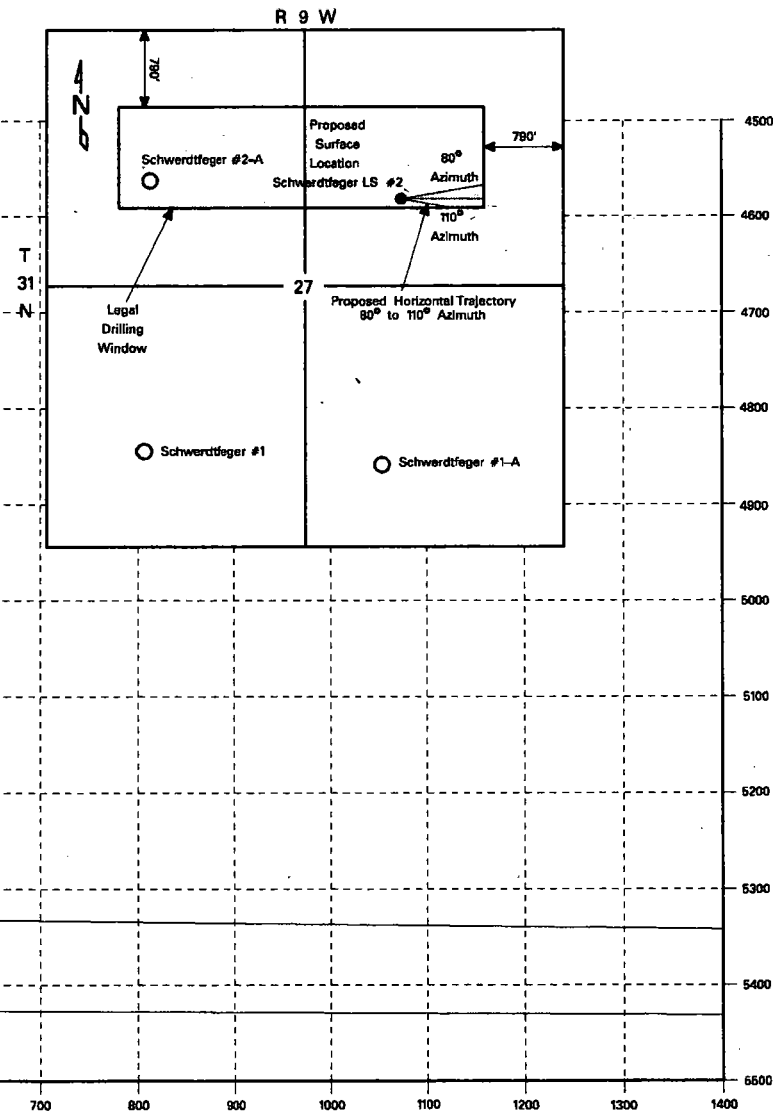 R 9 W
N
790'
Proposed
Surface
Location
Schwerdtfeger LS #2
Schwerdtfeger #2-A
80° Azimuth
110° Azimuth
790'
4500
4600
T
31
N
27
Legal
Drilling
Window
Proposed Horizontal Trajectory
80° to 110° Azimuth
4700
4800
Schwerdtfeger #1
Schwerdtfeger #1-A
4900
5000
5100
5200
5300
5400
5500
700 800 900 1000 1100 1200 1300 1400